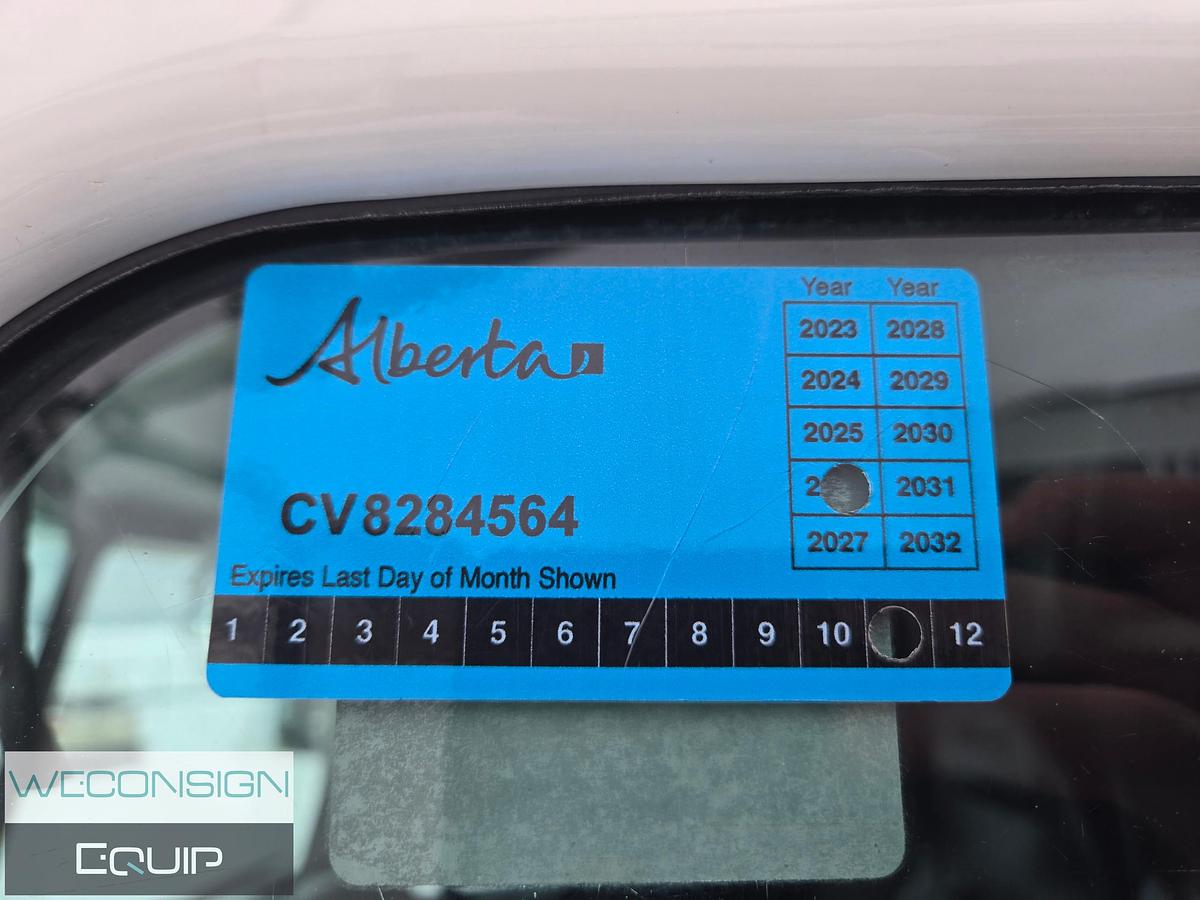 Alberta
Year Year
2023 2028
2024 2029
2025 2030
2031
2027 2032
CV8284564
Expires Last Day of Month Shown
1 2 3 4 5 6 7 8 9 10 12
WECONSIGN
EQUIP